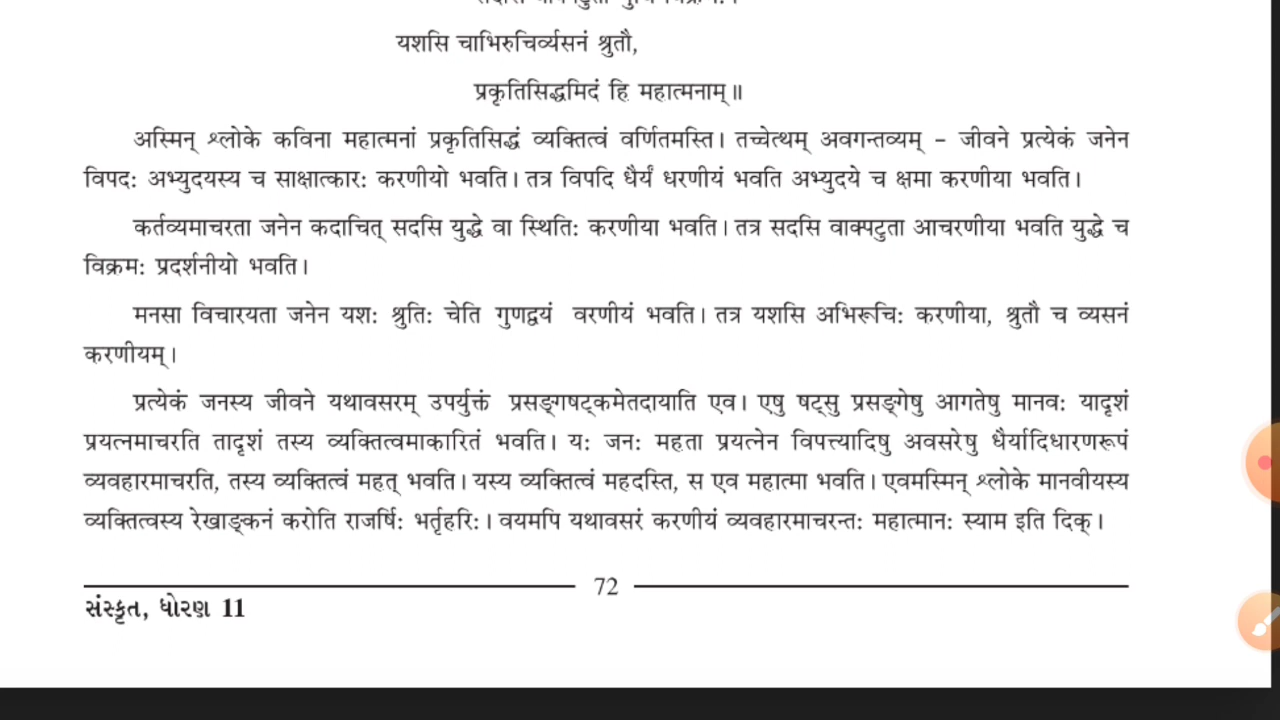 यशसि चाभिरुचिर्व्यसनं श्रुतौ,
प्रकृतिसिद्धमिदं हि महात्मनाम् ॥
अस्मिन् श्लोके कविना महात्मनां प्रकृतिसिद्धं व्यक्तित्वं वर्णितमस्ति । तच्चेत्थम् अवगन्तव्यम् – जीवने प्रत्येकं जनेन
विपदः अभ्युदयस्य च साक्षात्कारः करणीयो भवति । तत्र विपदि धैर्यं धरणीयं भवति अभ्युदये च क्षमा करणीया भवति ।
कर्तव्यमाचरता जनेन कदाचित् सदसि युद्धे वा स्थितिः करणीया भवति । तत्र सदसि वाक्पटुता आचरणीया भवति युद्धे च
विक्रमः प्रदर्शनीयो भवति ।
मनसा विचारयता जनेन यशः श्रुतिः चेति गुणद्वयं वरणीयं भवति । तत्र यशसि अभिरूचिः करणीया, श्रुतौ च व्यसनं
करणीयम् ।
प्रत्येकं जनस्य जीवने यथावसरम् उपर्युक्तं प्रसङ्गषट्कमेतदायाति एव । एषु षट्सु प्रसङ्गेषु आगतेषु मानवः यादृशं
प्रयत्नमाचरति तादृशं तस्य व्यक्तित्वमाकारितं भवति । यः जनः महता प्रयत्नेन विपत्त्यादिषु अवसरेषु धैर्यादिधारणरूपं
व्यवहारमाचरति, तस्य व्यक्तित्वं महत् भवति । यस्य व्यक्तित्वं महदस्ति, स एव महात्मा भवति । एवमस्मिन् श्लोके मानवीयस्य
व्यक्तित्वस्य रेखाङ्कनं करोति राजर्षिः भर्तृहरिः । वयमपि यथावसरं करणीयं व्यवहारमाचरन्तः महात्मानः स्याम इति दिक् ।
72
સંસ્કૃત, ધોરણ 11